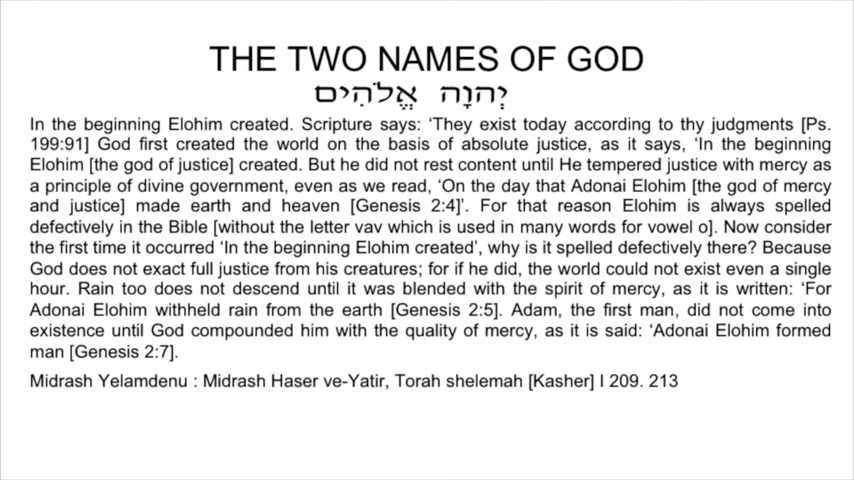 THE TWO NAMES OF GOD
יְהוָה אֱלֹהִים
In the beginning Elohim created. Scripture says: ‘They exist today according to thy judgments [Ps.
199:91] God first created the world on the basis of absolute justice, as it says, ‘In the beginning
Elohim [the god of justice] created. But he did not rest content until He tempered justice with mercy as
a principle of divine government, even as we read, ‘On the day that Adonai Elohim [the god of mercy
and justice] made earth and heaven [Genesis 2:4]’. For that reason Elohim is always spelled
defectively in the Bible [without the letter vav which is used in many words for vowel o]. Now consider
the first time it occurred ‘In the beginning Elohim created’, why is it spelled defectively there? Because
God does not exact full justice from his creatures; for if he did, the world could not exist even a single
hour. Rain too does not descend until it was blended with the spirit of mercy, as it is written: ‘For
Adonai Elohim withheld rain from the earth [Genesis 2:5]. Adam, the first man, did not come into
existence until God compounded him with the quality of mercy, as it is said: ‘Adonai Elohim formed
man [Genesis 2:7].
Midrash Yelamdenu : Midrash Haser ve-Yatir, Torah shelemah [Kasher] I 209. 213